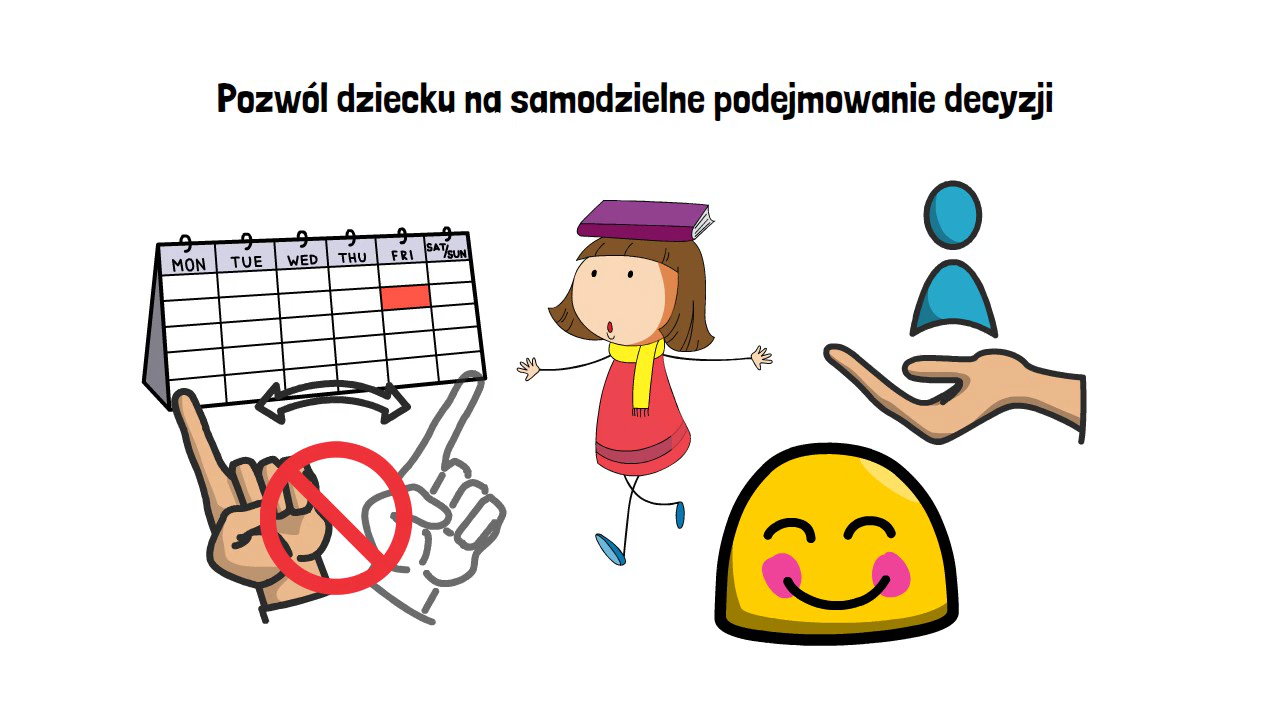 Pozwól dziecku na samodzielne podejmowanie decyzji
MON TUE WED THU FRI SAT/SUN